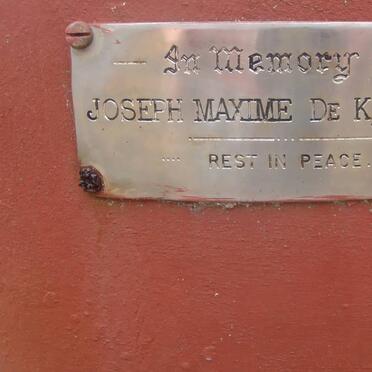 In Memory
JOSEPH MAXIME De K
REST IN PEACE.